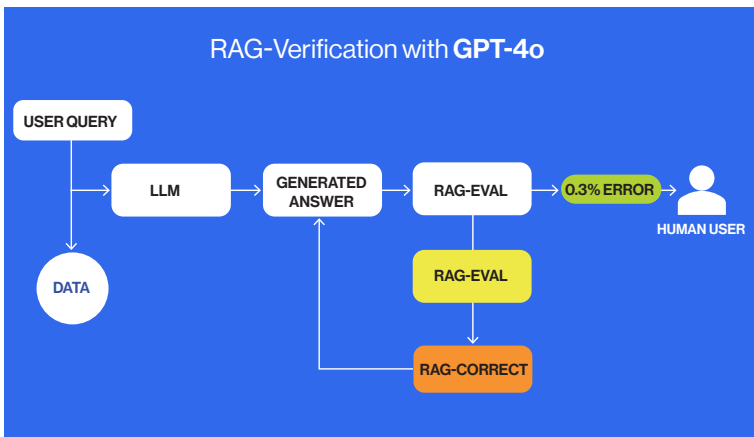 RAG-Verification with GPT-4o
USER QUERY
LLM
GENERATED
ANSWER
RAG-EVAL
0.3% ERROR
HUMAN USER
DATA
RAG-EVAL
RAG-CORRECT